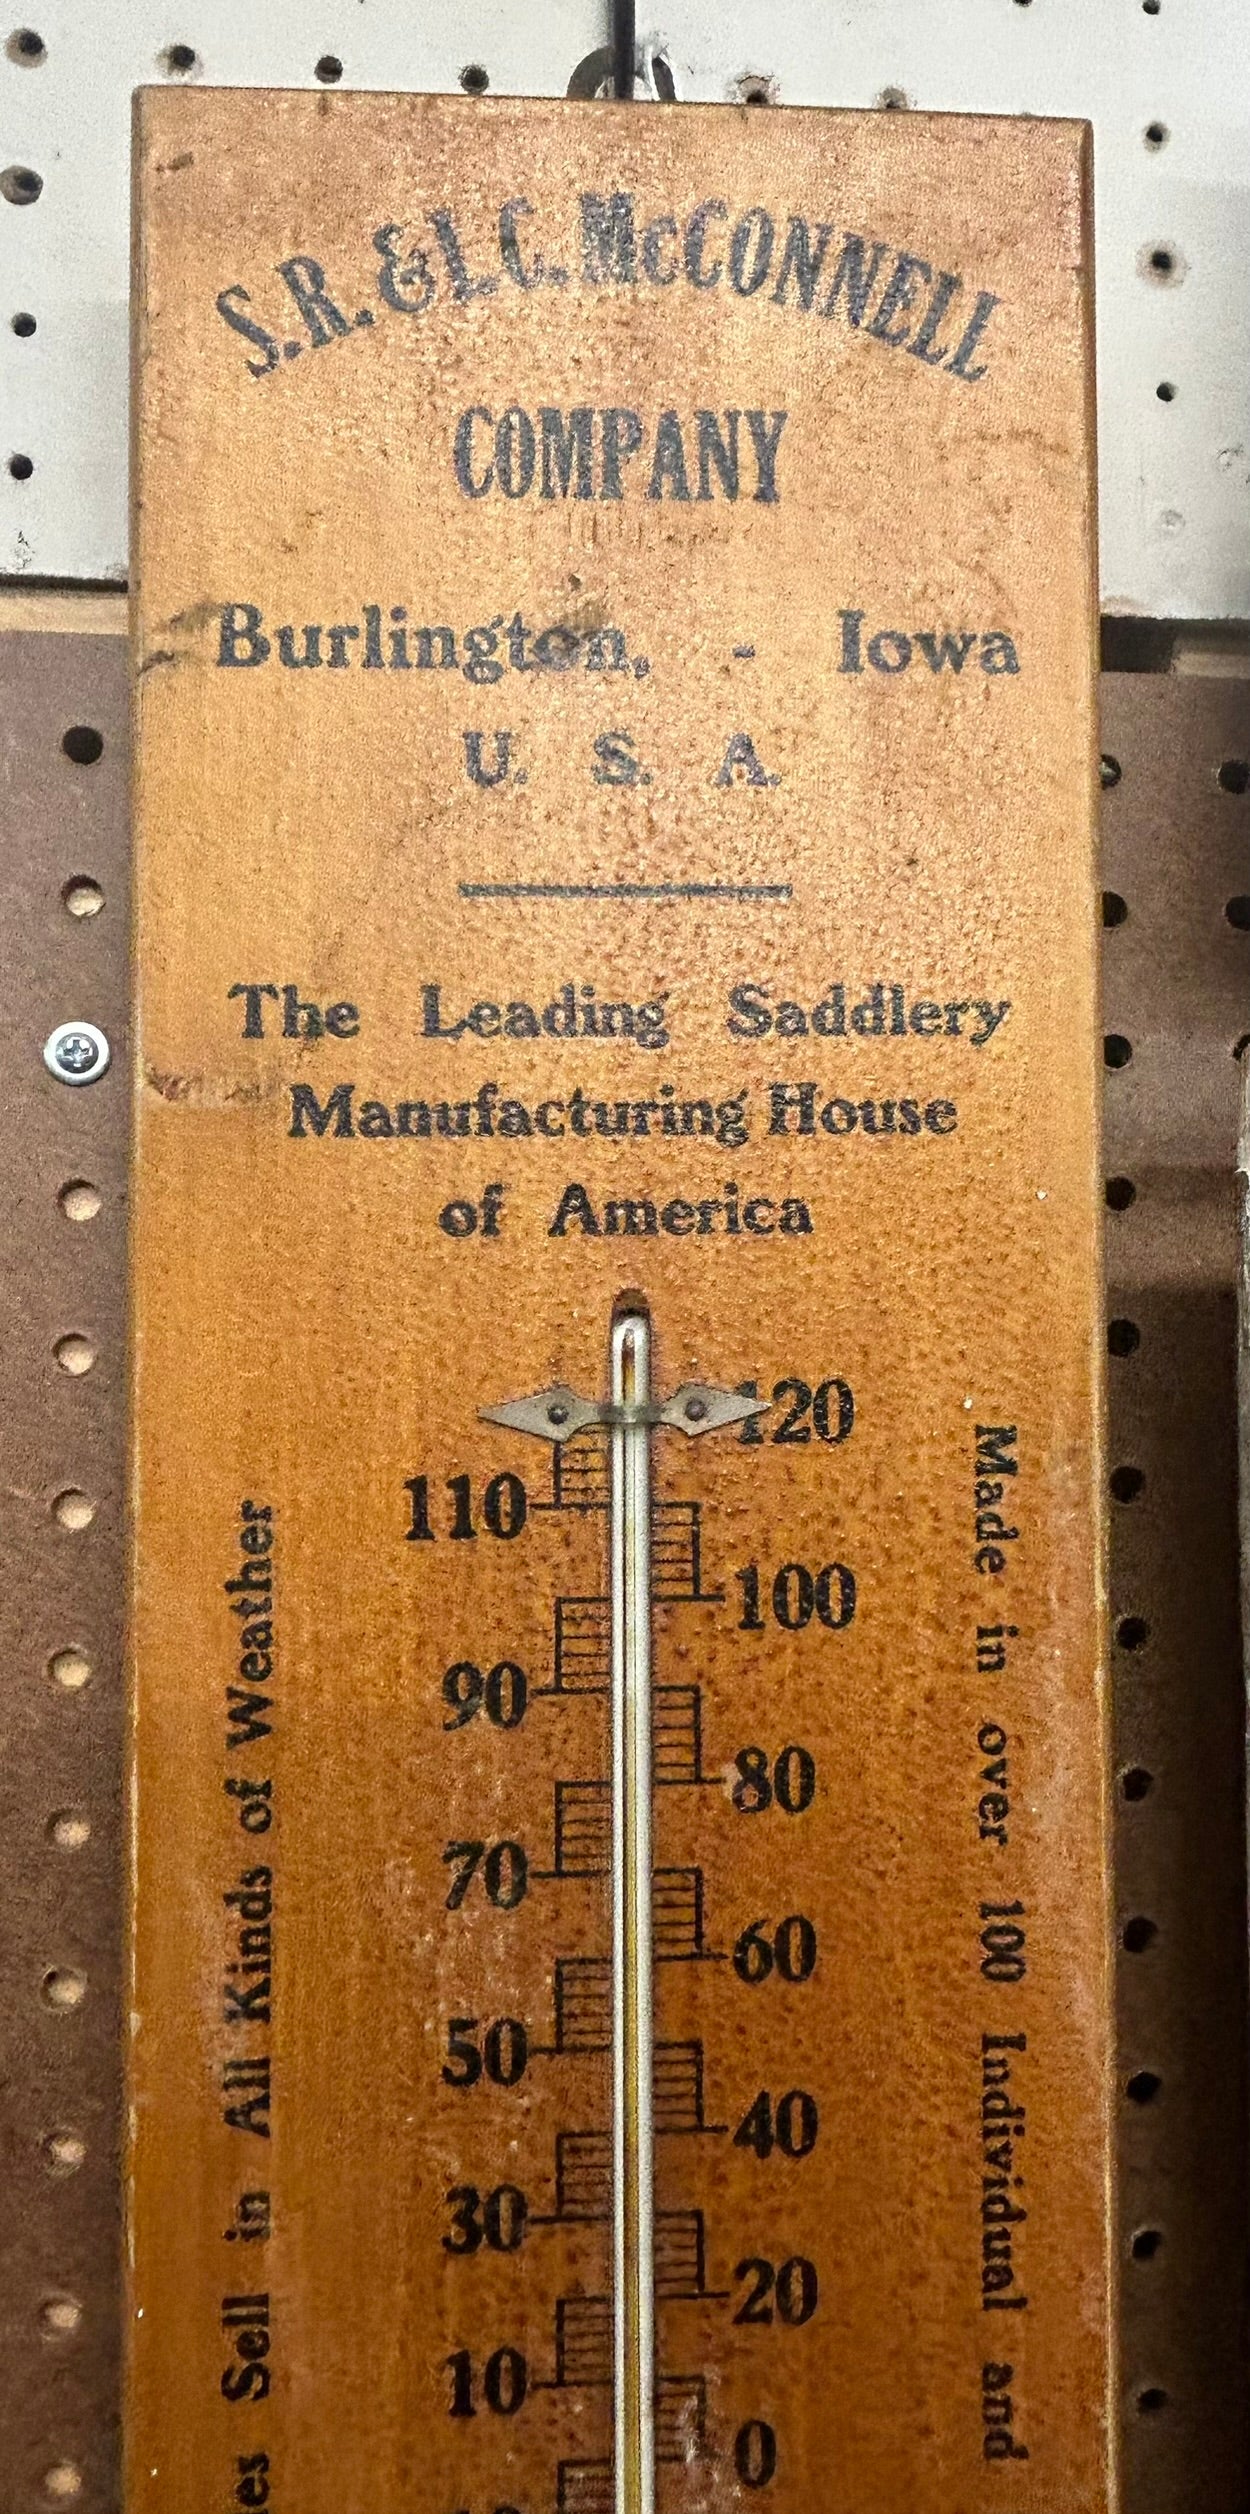 S.R. & I.C. McCONNELL
COMPANY
Burlington, - Iowa
U. S. A.
The Leading Saddlery
Manufacturing House
of America
120
110
100
90
80
70
60
50
40
30
20
10
0
Sell in All Kinds of Weather
Made in over 100 Individual and